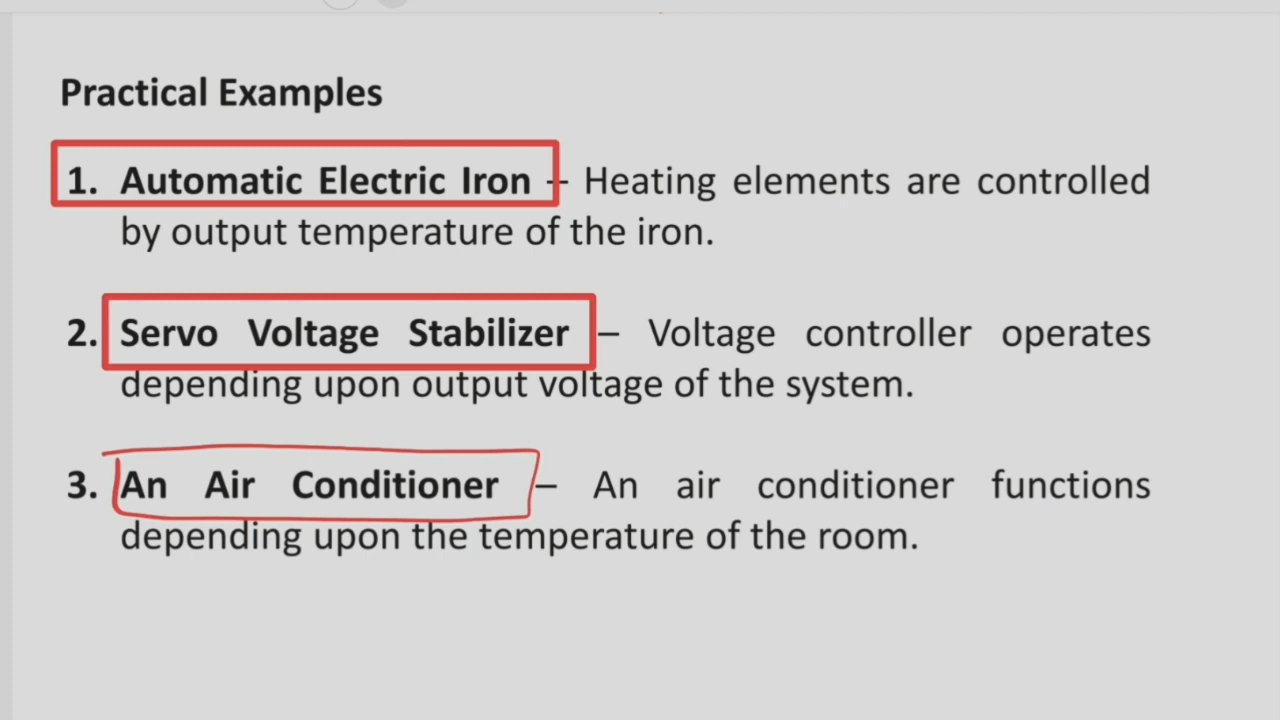 Practical Examples
1. Automatic Electric Iron – Heating elements are controlled
by output temperature of the iron.
2. Servo Voltage Stabilizer – Voltage controller operates
depending upon output voltage of the system.
3. An Air Conditioner – An air conditioner functions
depending upon the temperature of the room.